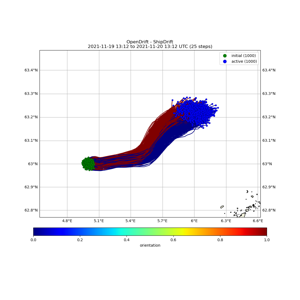 OpenDrift - ShipDrift
2021-11-19 13:12 to 2021-11-20 13:12 UTC (25 steps)
initial (1000)
active (1000)
63.4°N 63.4°N
63.3°N 63.3°N
63.2°N 63.2°N
63.1°N 63.1°N
63°N 63°N
62.9°N 62.9°N
62.8°N 62.8°N
4.8°E 5.1°E 5.4°E 5.7°E 6°E 6.3°E 6.6°E
0.0 0.2 0.4 0.6 0.8 1.0
orientation